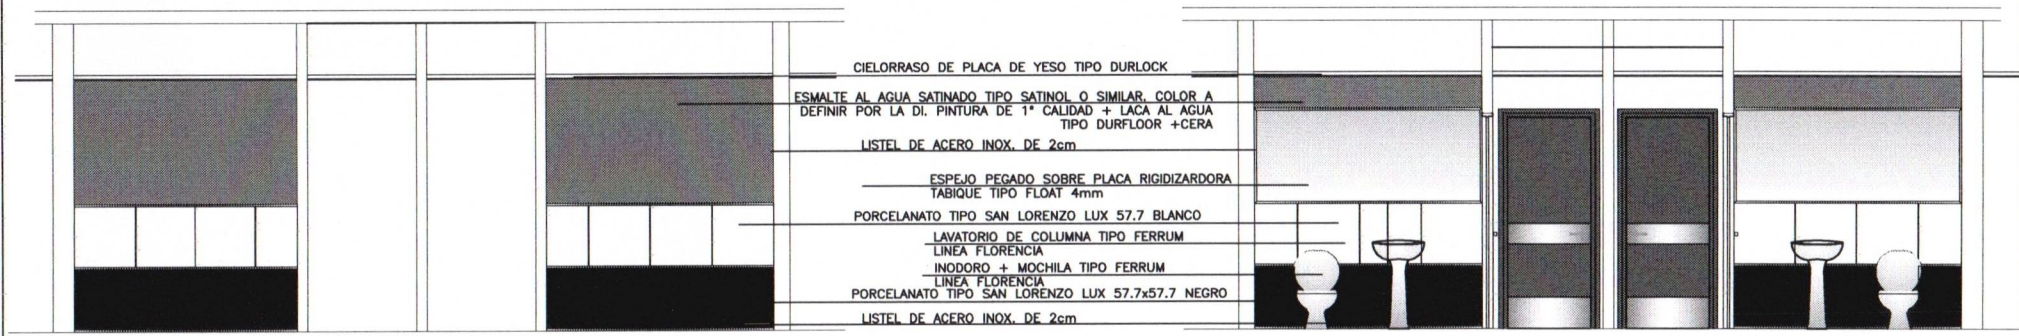 CIELORRASO DE PLACA DE YESO TIPO DURLOCK
ESMALTE AL AGUA SATINADO TIPO SATINOL O SIMILAR. COLOR A
DEFINIR POR LA DI. PINTURA DE 1° CALIDAD + LACA AL AGUA
TIPO DURFLOOR +CERA
LISTEL DE ACERO INOX. DE 2cm
ESPEJO PEGADO SOBRE PLACA RIGIDIZARDORA
TABIQUE TIPO FLOAT 4mm
PORCELANATO TIPO SAN LORENZO LUX 57.7 BLANCO
LAVATORIO DE COLUMNA TIPO FERRUM
LINEA FLORENCIA
INODORO + MOCHILA TIPO FERRUM
LINEA FLORENCIA
PORCELANATO TIPO SAN LORENZO LUX 57.7x57.7 NEGRO
LISTEL DE ACERO INOX. DE 2cm